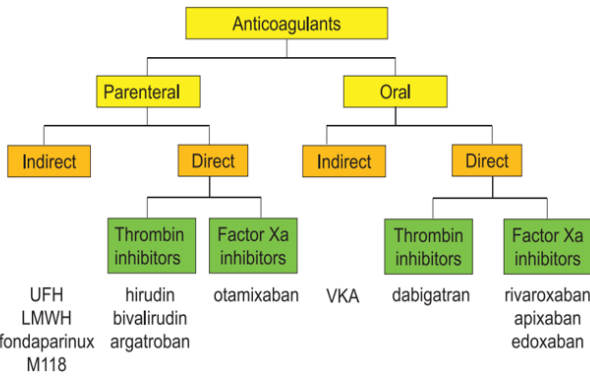 Anticoagulants
Parenteral
Oral
Indirect
Direct
Indirect
Direct
Thrombin
inhibitors
Factor Xa
inhibitors
Thrombin
inhibitors
Factor Xa
inhibitors
UFH
LMWH
fondaparinux
M118
hirudin
bivalirudin
argatroban
otamixaban
VKA
dabigatran
rivaroxaban
apixaban
edoxaban